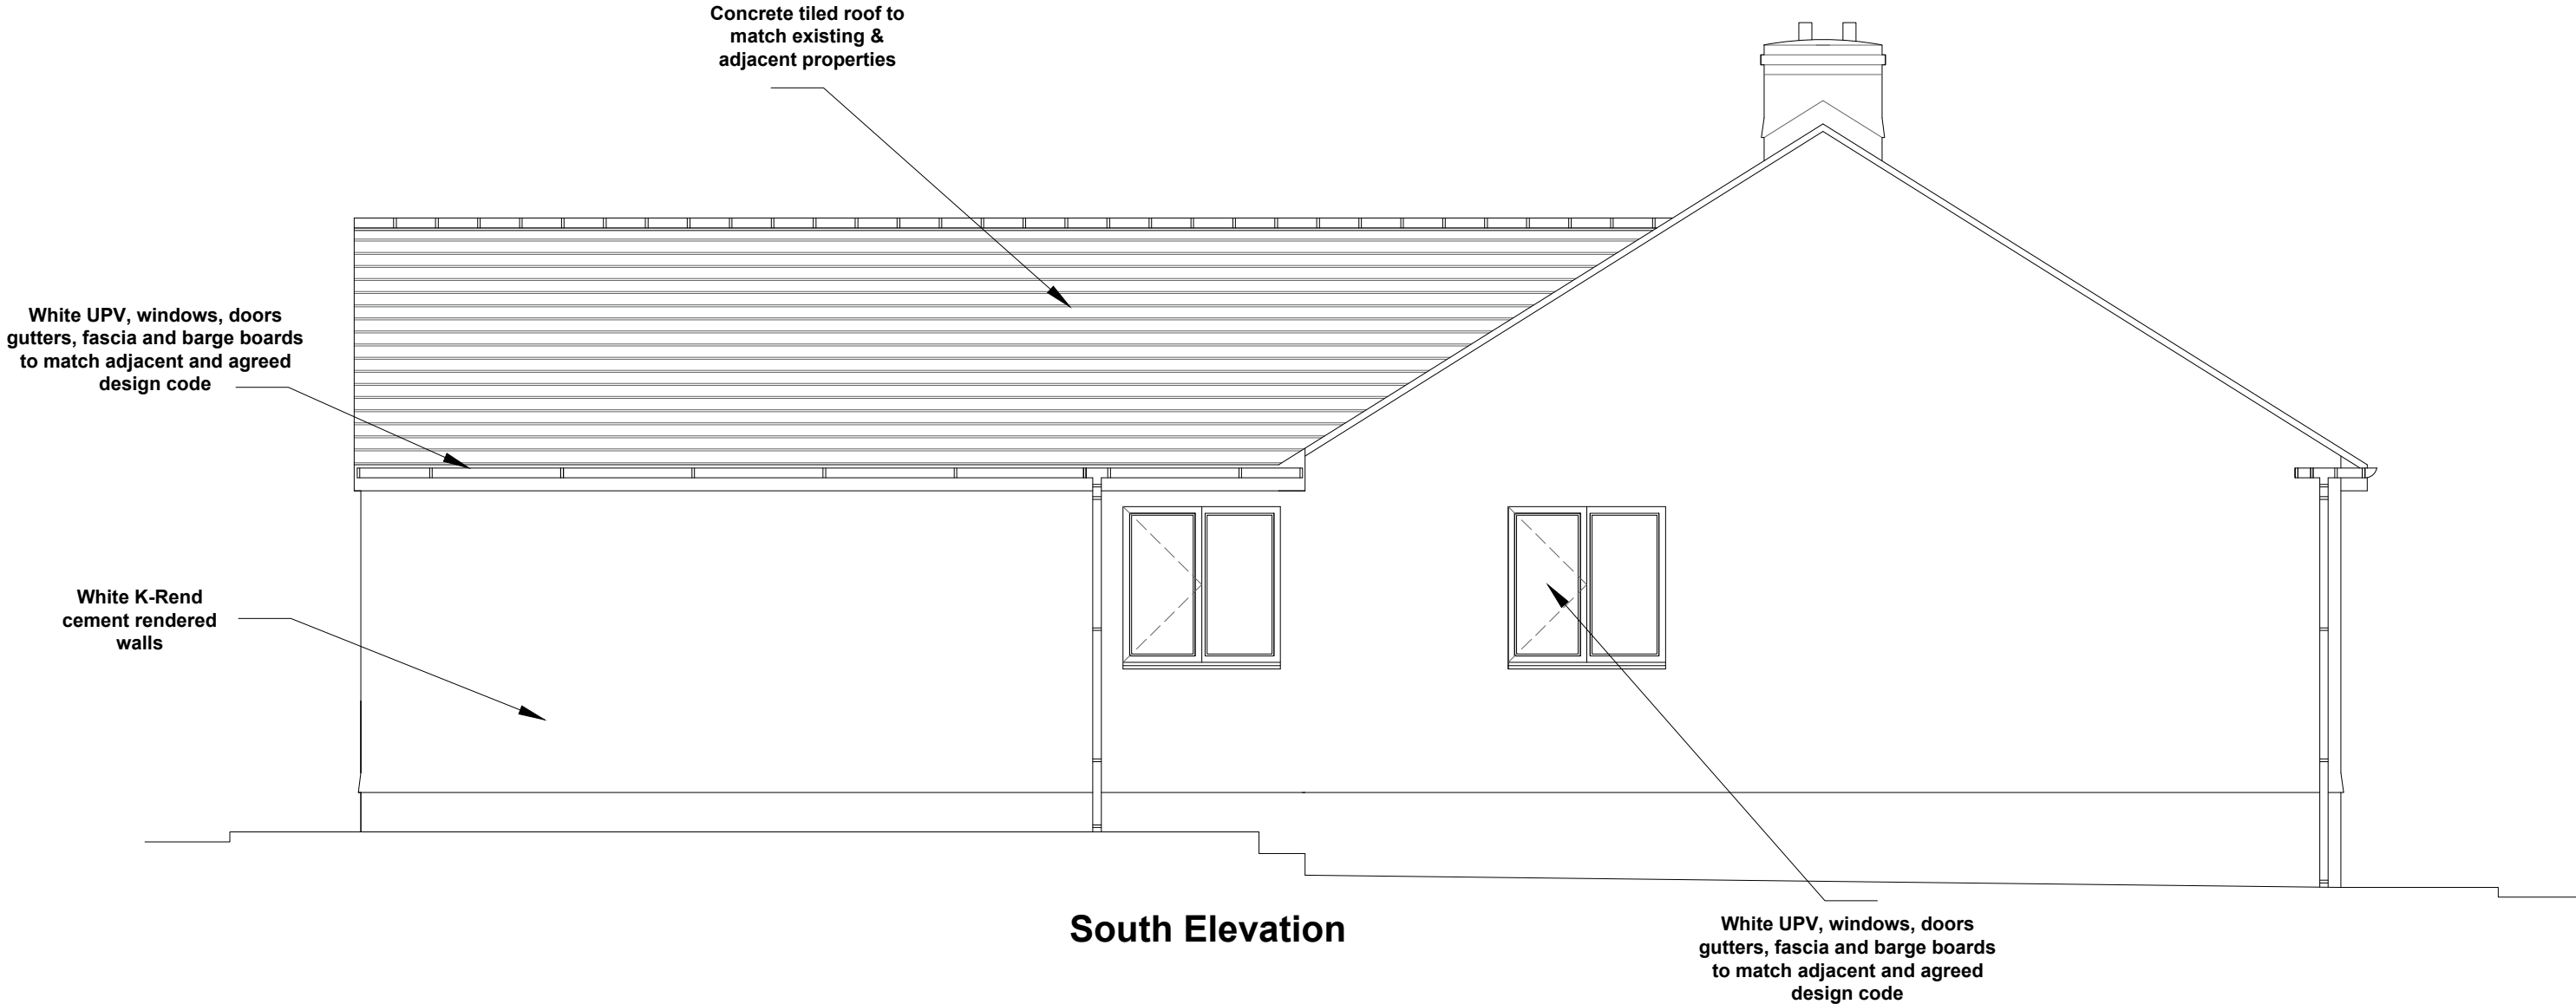 Concrete tiled roof to
match existing &
adjacent properties
White UPV, windows, doors
gutters, fascia and barge boards
to match adjacent and agreed
design code
White K-Rend
cement rendered
walls
South Elevation
White UPV, windows, doors
gutters, fascia and barge boards
to match adjacent and agreed
design code